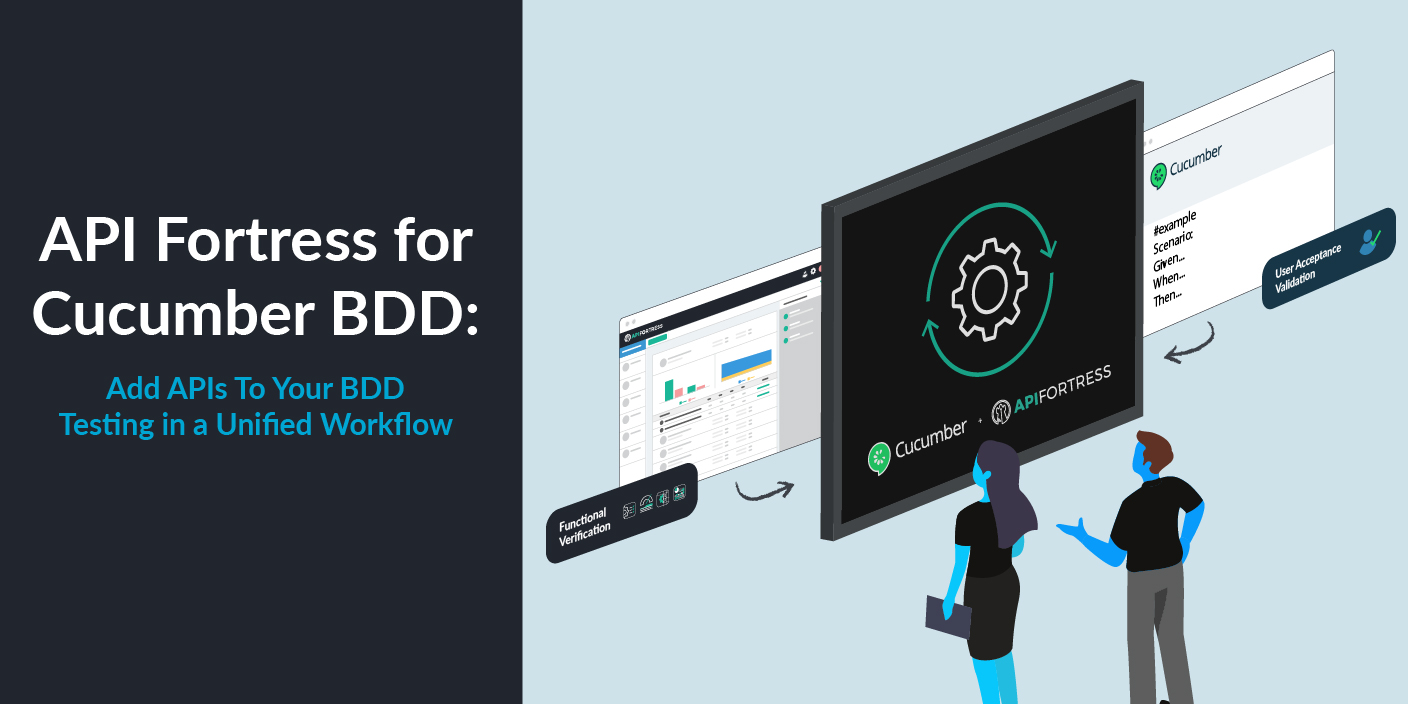 API Fortress for
Cucumber BDD:
Add APIs To Your BDD
Testing in a Unified Workflow
APIFORTRESS
Functional
Verification
Cucumber + APIFORTRESS
Cucumber
#example
Scenario:
Given...
When...
Then...
User Acceptance
Validation